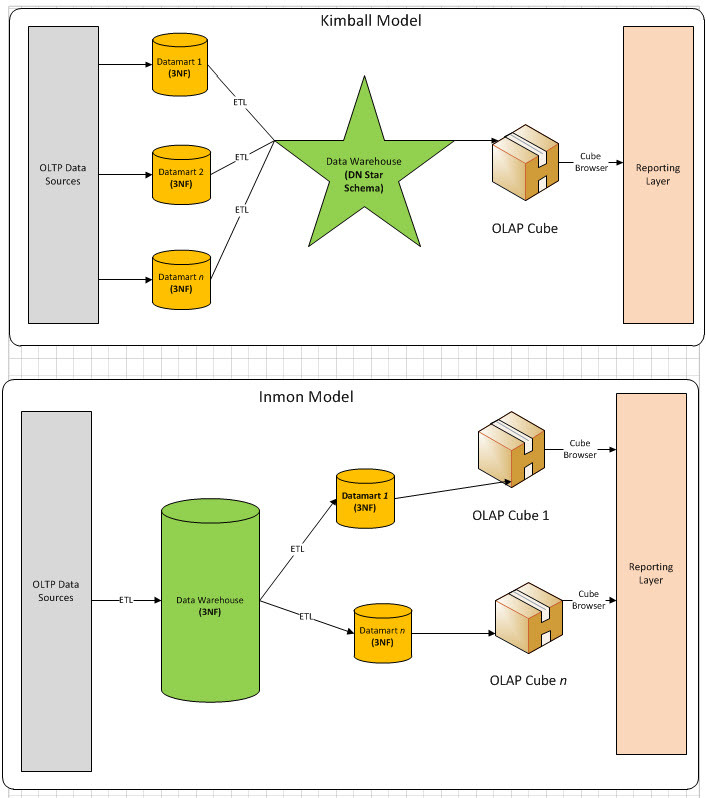 Kimball Model
OLTP Data
Sources
Datamart 1
(3NF)
ETL
Datamart 2
(3NF)
ETL
Datamart n
(3NF)
ETL
Data Warehouse
(DN Star
Schema)
OLAP Cube
Cube
Browser
Reporting
Layer
Inmon Model
OLTP Data
Sources
ETL
Data Warehouse
(3NF)
ETL
ETL
Datamart 1
(3NF)
Datamart n
(3NF)
OLAP Cube 1
Cube
Browser
OLAP Cube n
Cube
Browser
Reporting
Layer